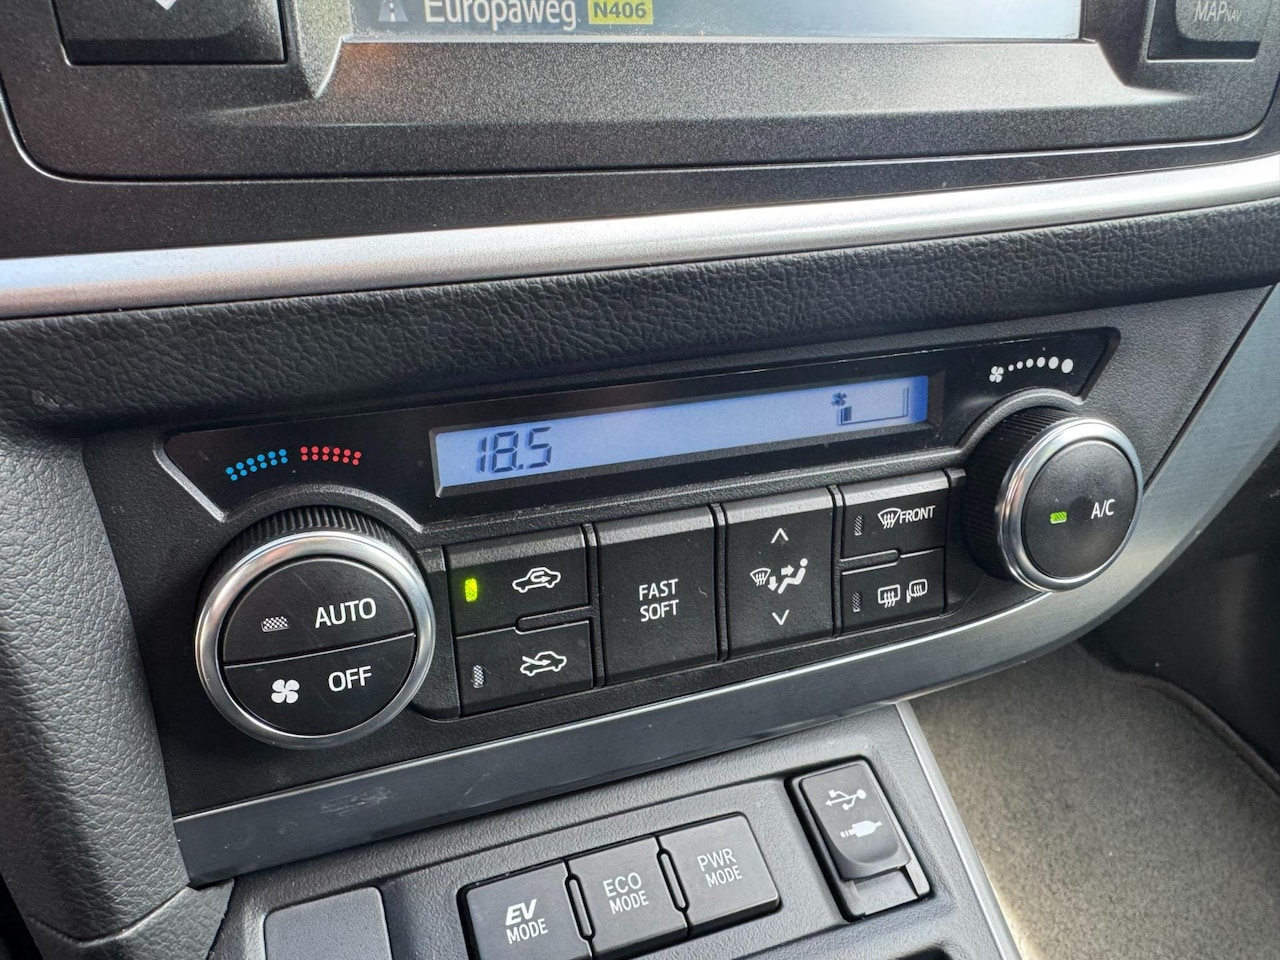 Europaweg N406
MAP NAV
18.5
AUTO
OFF
FAST
SOFT
FRONT
A/C
EV
MODE
ECO
MODE
PWR
MODE